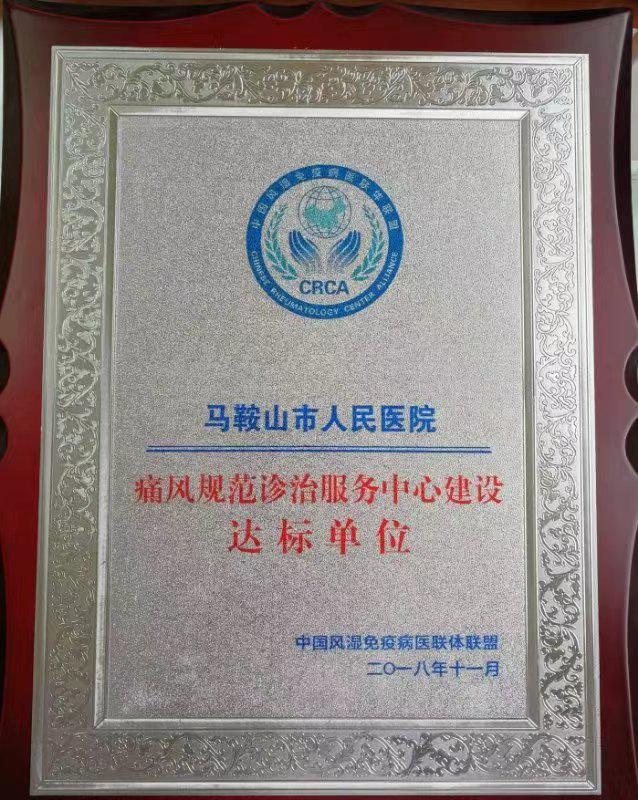 中国风湿免疫病医联体联盟
CHINESE RHEUMATOLOGY CENTER ALLIANCE
CRCA
马鞍山市人民医院
痛风规范诊治服务中心建设
达标单位
中国风湿免疫病医联体联盟
二〇一八年十一月